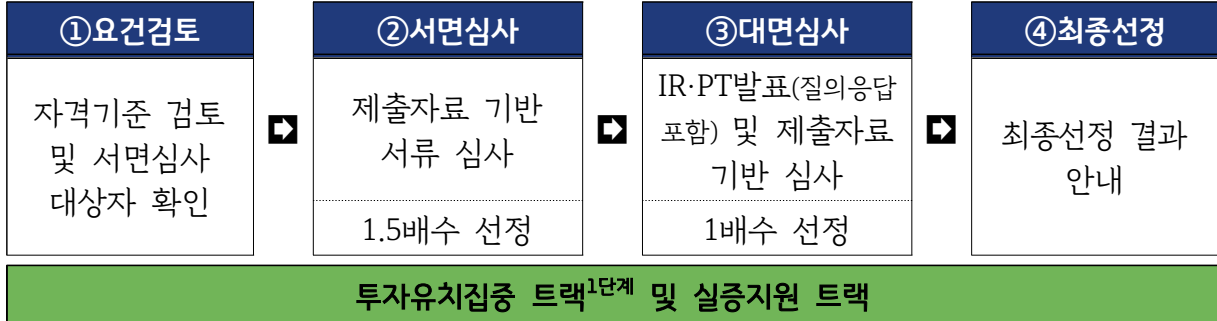 ①요건검토
자격기준 검토
및 서면심사
대상자 확인
②서면심사
제출자료 기반
서류 심사
1.5배수 선정
③대면심사
IR·PT발표(질의응답
포함) 및 제출자료
기반 심사
1배수 선정
④최종선정
최종선정 결과
안내
투자유치집중 트랙1단계 및 실증지원 트랙